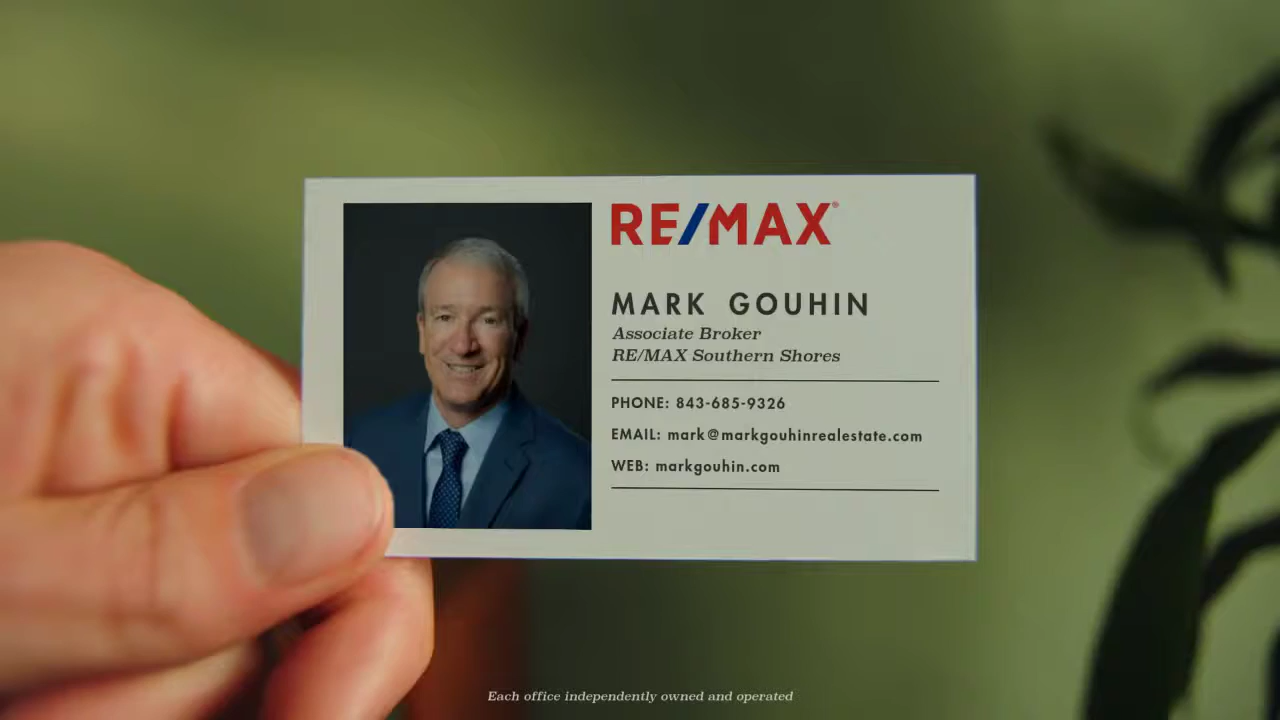 RE/MAX®
MARK GOUHIN
Associate Broker
RE/MAX Southern Shores
PHONE: 843-685-9326
EMAIL: mark@markgouhinrealestate.com
WEB: markgouhin.com
Each office independently owned and operated